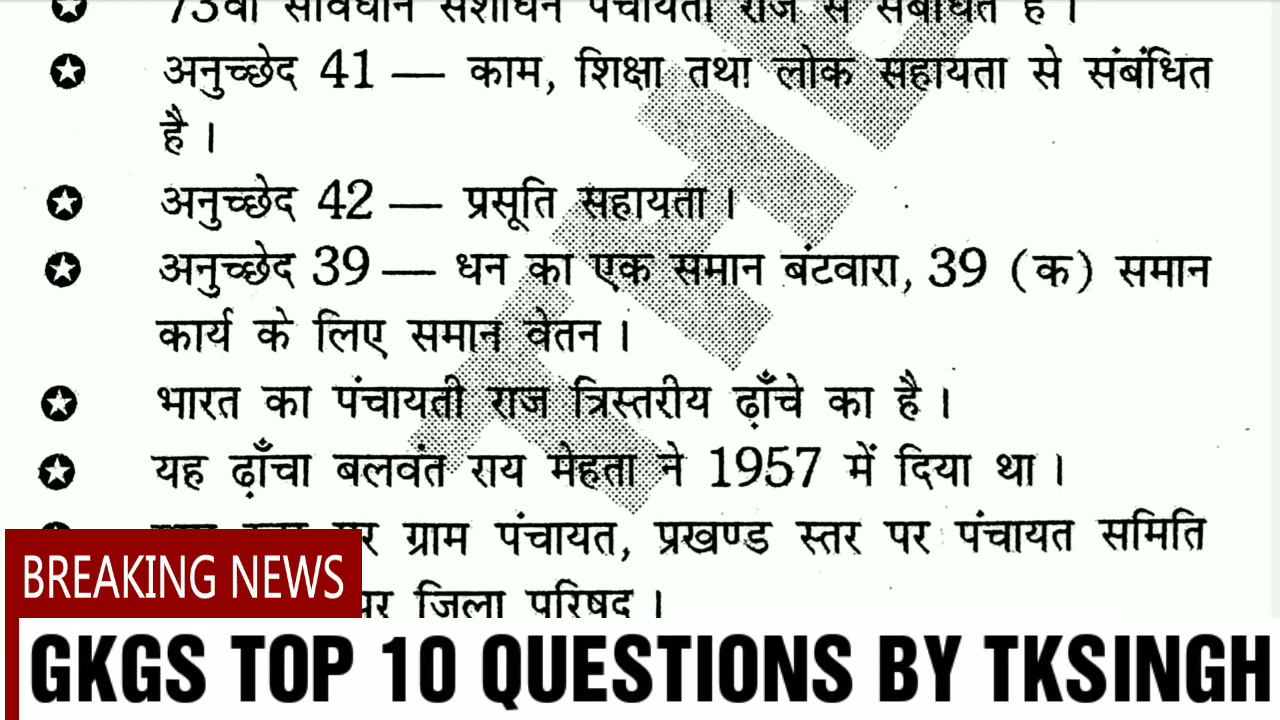 73वाँ संविधान संशोधन पंचायती राज से संबंधित है ।
अनुच्छेद 41 — काम, शिक्षा तथा लोक सहायता से संबंधित
है ।
अनुच्छेद 42 — प्रसूति सहायता ।
अनुच्छेद 39 — धन का एक समान बंटवारा, 39 (क) समान
कार्य के लिए समान वेतन ।
भारत का पंचायती राज त्रिस्तरीय ढ़ाँचे का है ।
यह ढ़ाँचा बलवंत राय मेहता ने 1957 में दिया था ।
पर ग्राम पंचायत, प्रखण्ड स्तर पर पंचायत समिति
पर जिला परिषद ।
BREAKING NEWS
GKGS TOP 10 QUESTIONS BY TKSINGH